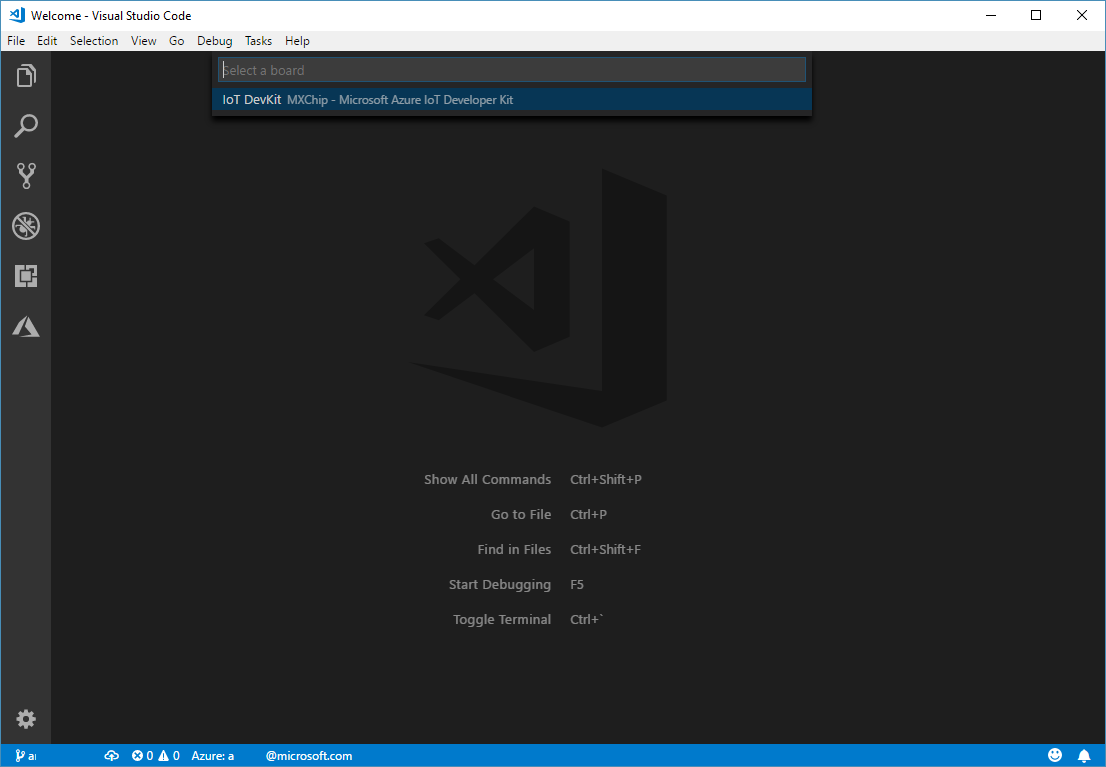 Welcome - Visual Studio Code
File Edit Selection View Go Debug Tasks Help
Select a board
IoT DevKit MXChip - Microsoft Azure IoT Developer Kit
Show All Commands Ctrl+Shift+P
Go to File Ctrl+P
Find in Files Ctrl+Shift+F
Start Debugging F5
Toggle Terminal Ctrl+`
0 0 Azure: a @microsoft.com